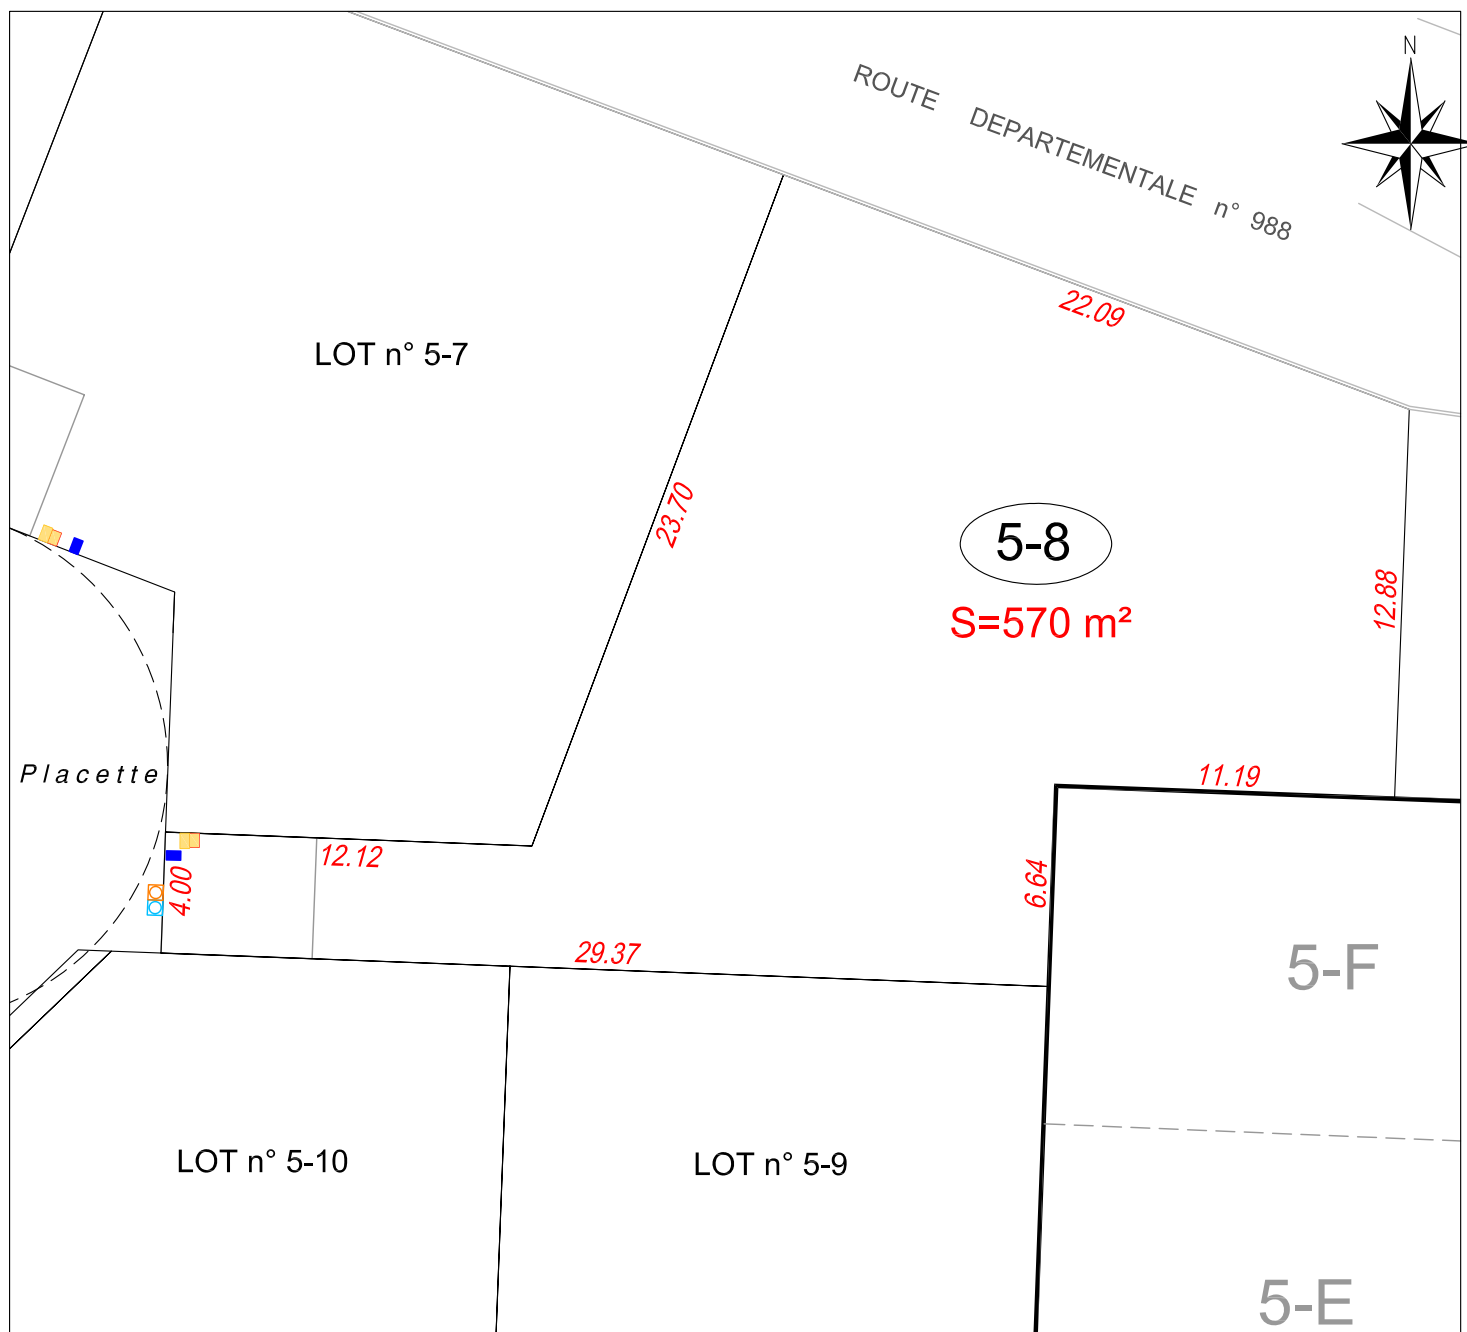 N
ROUTE DEPARTEMENTALE n° 988
22.09
LOT n° 5-7
23.70
5-8
S=570 m²
12.88
Placette
11.19
12.12
4.00
6.64
29.37
5-F
LOT n° 5-10
LOT n° 5-9
5-E